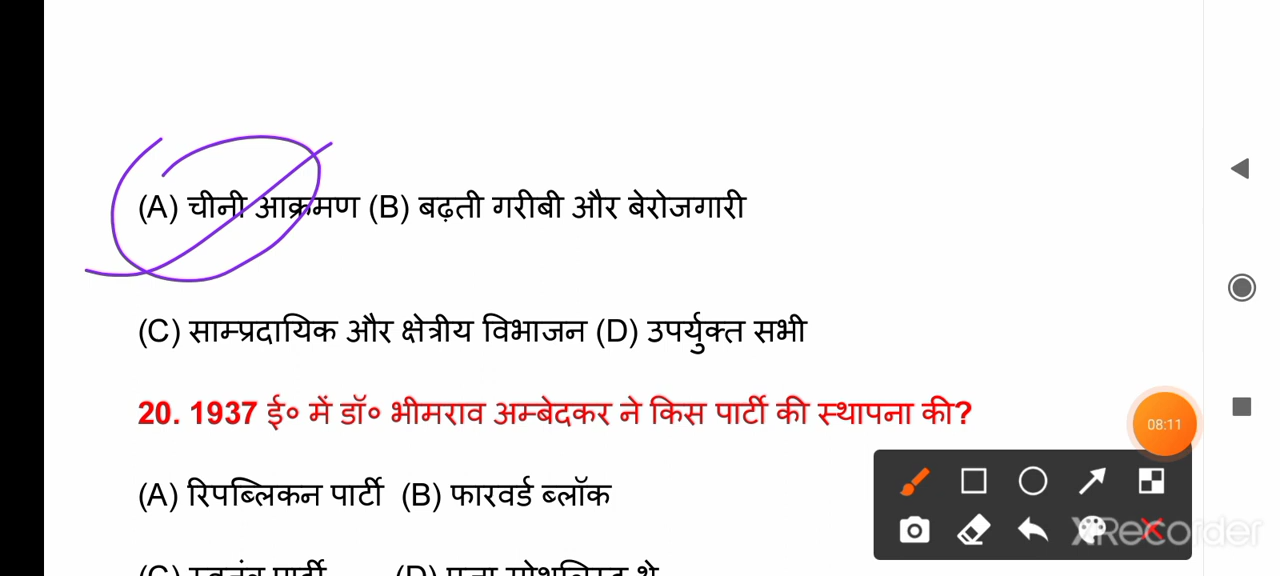 (A) चीनी आक्रमण (B) बढ़ती गरीबी और बेरोजगारी
(C) साम्प्रदायिक और क्षेत्रीय विभाजन (D) उपर्युक्त सभी
20. 1937 ई० में डॉ० भीमराव अम्बेदकर ने किस पार्टी की स्थापना की?
08:11
(A) रिपब्लिकन पार्टी (B) फारवर्ड ब्लॉक
XRecorder